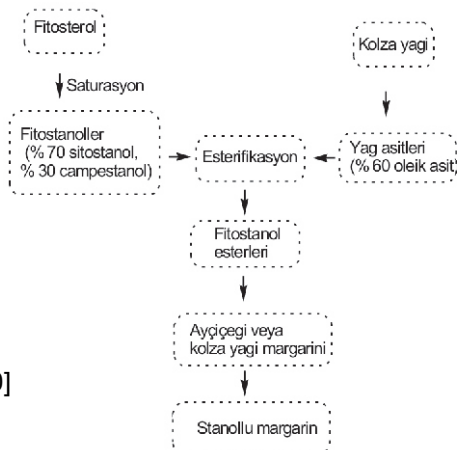 Fitosterol
Kolza yagi
Saturasyon
Fitostanoller
(% 70 sitostanol,
% 30 campestanol)
Esterifikasyon
Yag asitleri
(% 60 oleik asit)
Fitostanol
esterleri
Ayçiçegi veya
kolza yagi margarini
Stanollu margarin